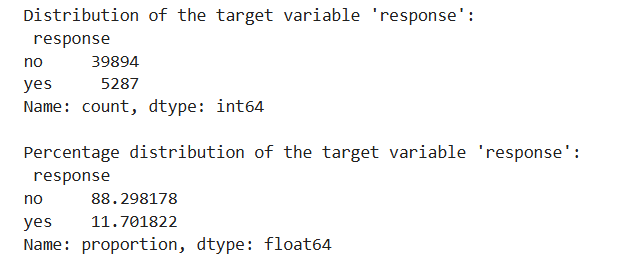 Distribution of the target variable 'response':
 response
no     39894
yes     5287
Name: count, dtype: int64

Percentage distribution of the target variable 'response':
 response
no     88.298178
yes    11.701822
Name: proportion, dtype: float64